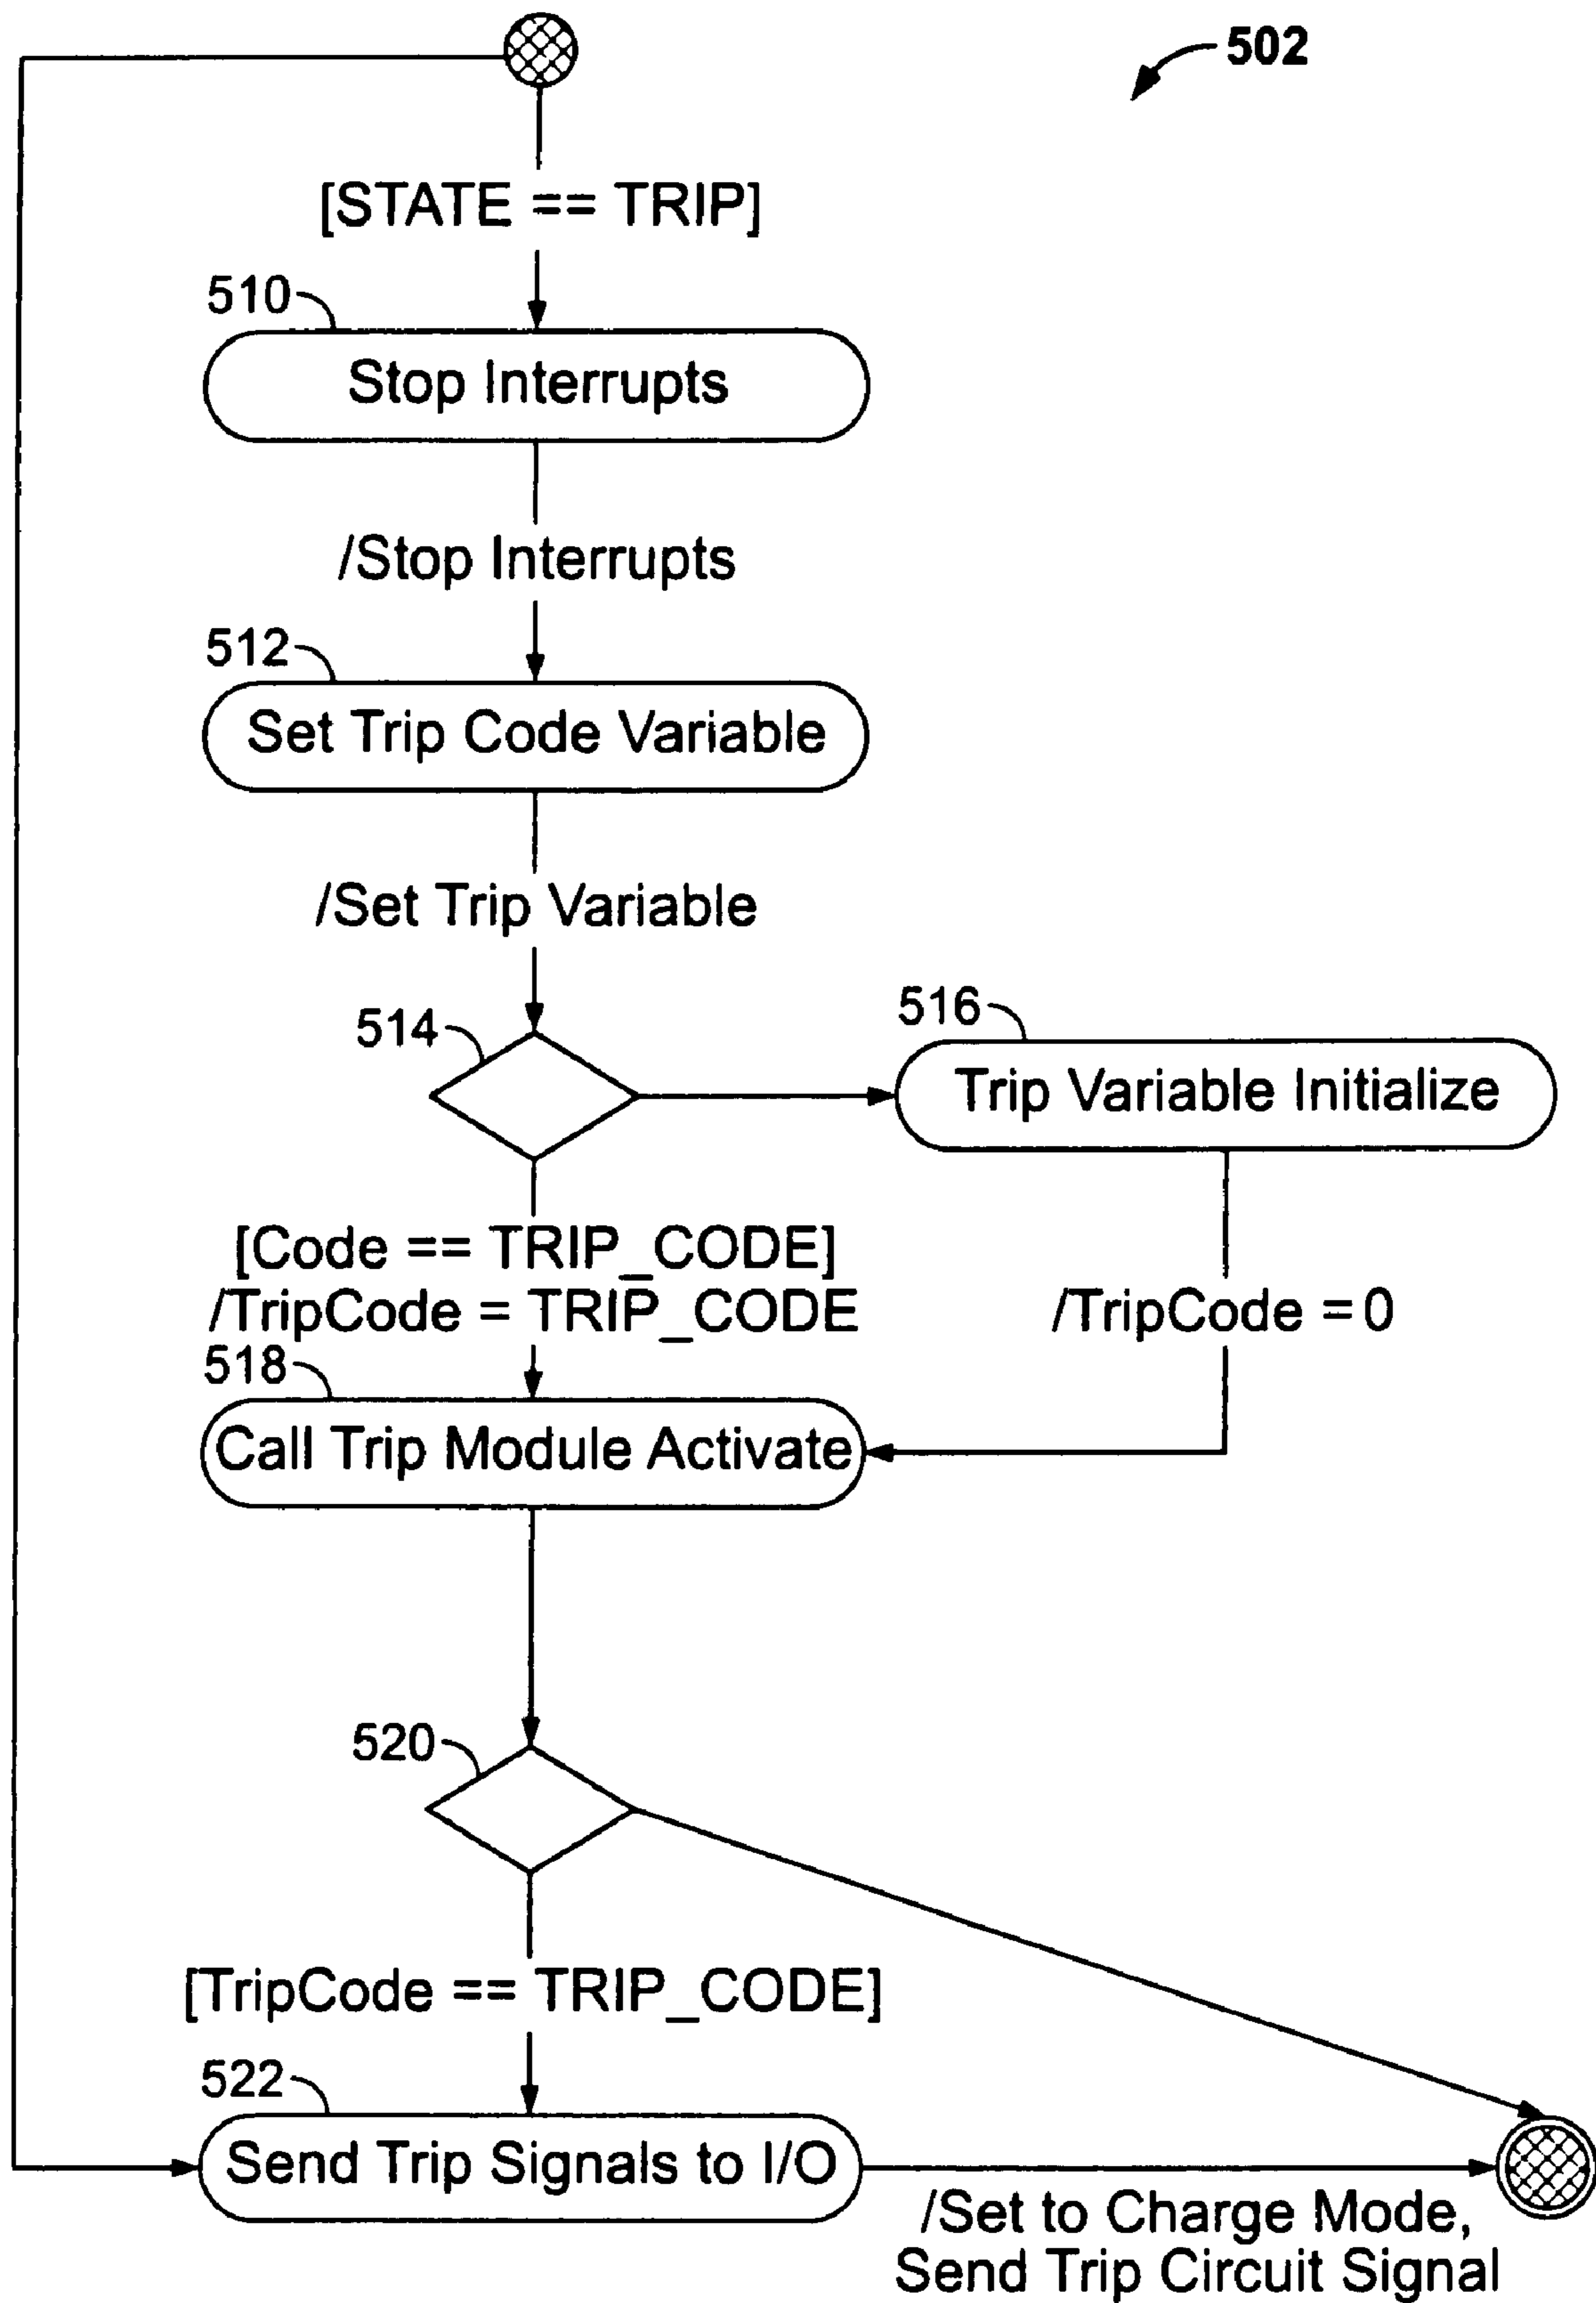 502
[STATE == TRIP]
510
Stop Interrupts
/Stop Interrupts
512
Set Trip Code Variable
/Set Trip Variable
514
516
Trip Variable Initialize
[Code == TRIP_CODE]
/TripCode = TRIP_CODE
/TripCode = 0
518
Call Trip Module Activate
520
[TripCode == TRIP_CODE]
522
Send Trip Signals to I/O
/Set to Charge Mode,
Send Trip Circuit Signal